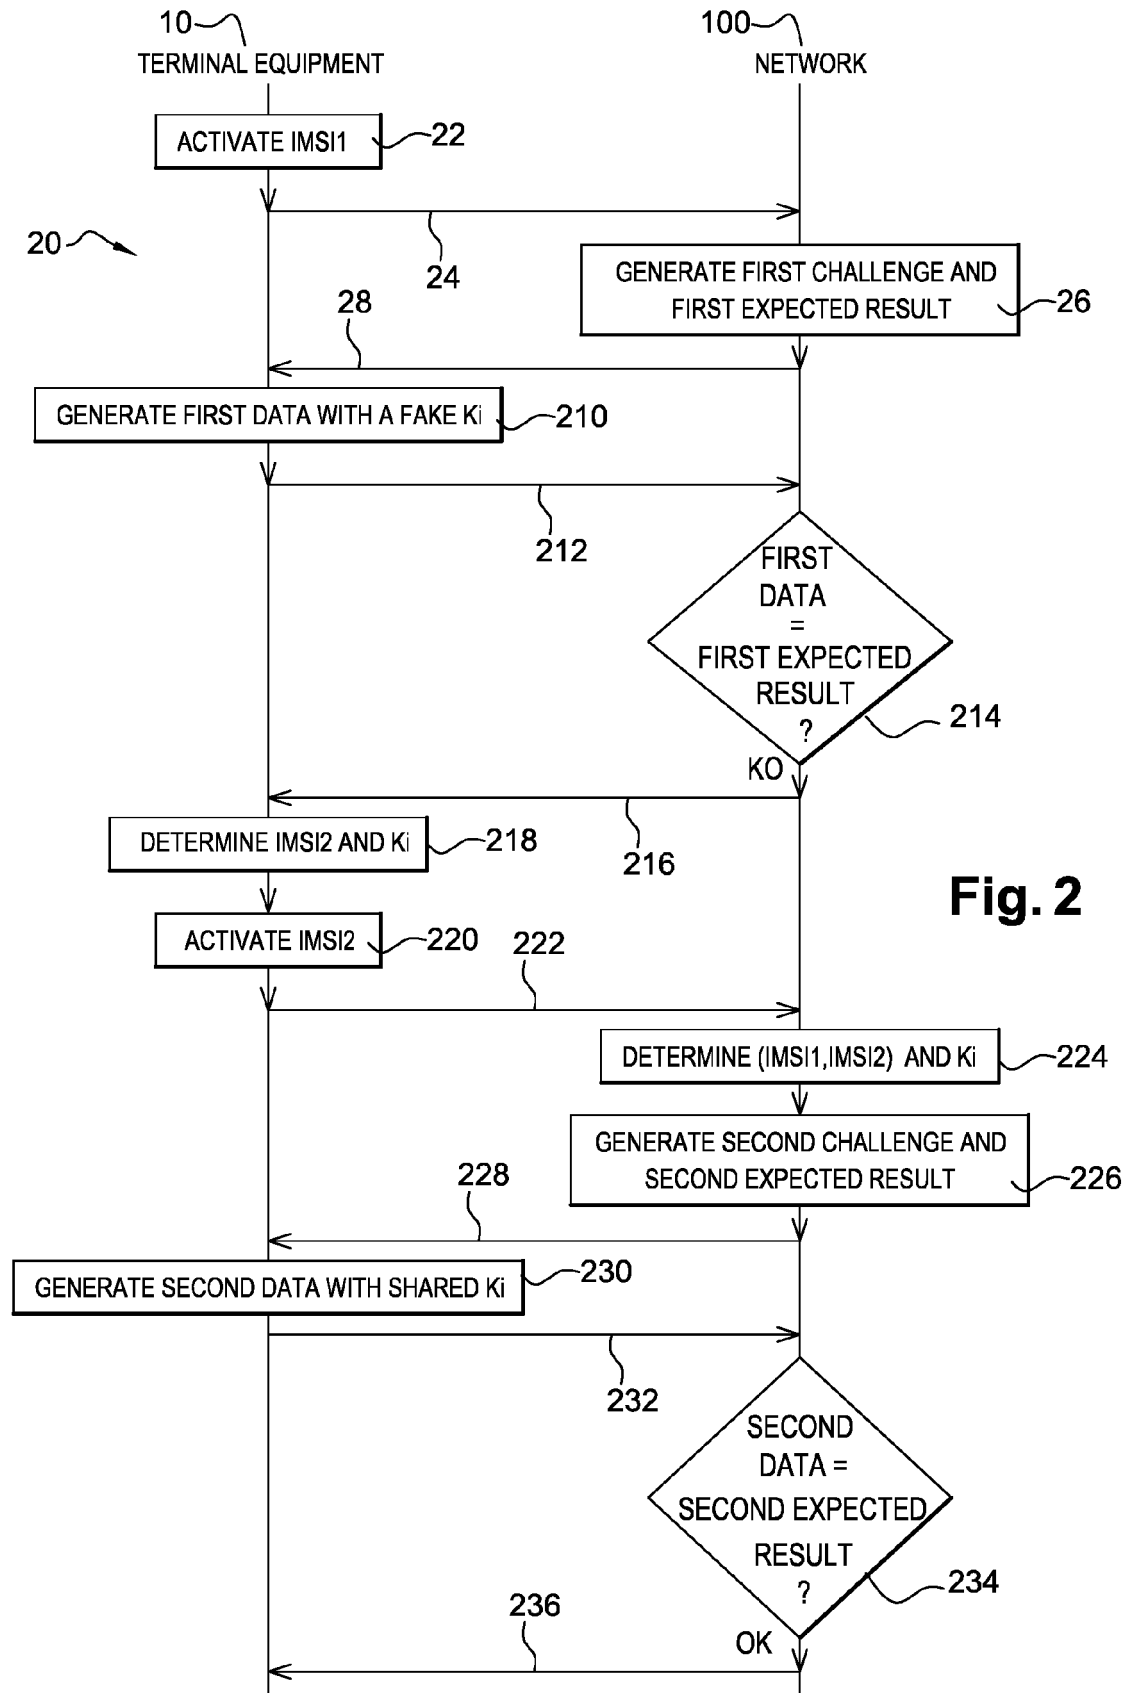 10
100
TERMINAL EQUIPMENT
NETWORK
ACTIVATE IMSI1
22
20
24
GENERATE FIRST CHALLENGE AND
FIRST EXPECTED RESULT
26
28
GENERATE FIRST DATA WITH A FAKE Ki
210
212
FIRST
DATA
=
FIRST EXPECTED
RESULT
?
214
KO
216
DETERMINE IMSI2 AND Ki
218
Fig. 2
ACTIVATE IMSI2
220
222
DETERMINE (IMSI1,IMSI2) AND Ki
224
GENERATE SECOND CHALLENGE AND
SECOND EXPECTED RESULT
226
228
GENERATE SECOND DATA WITH SHARED Ki
230
232
SECOND
DATA =
SECOND EXPECTED
RESULT
?
234
OK
236